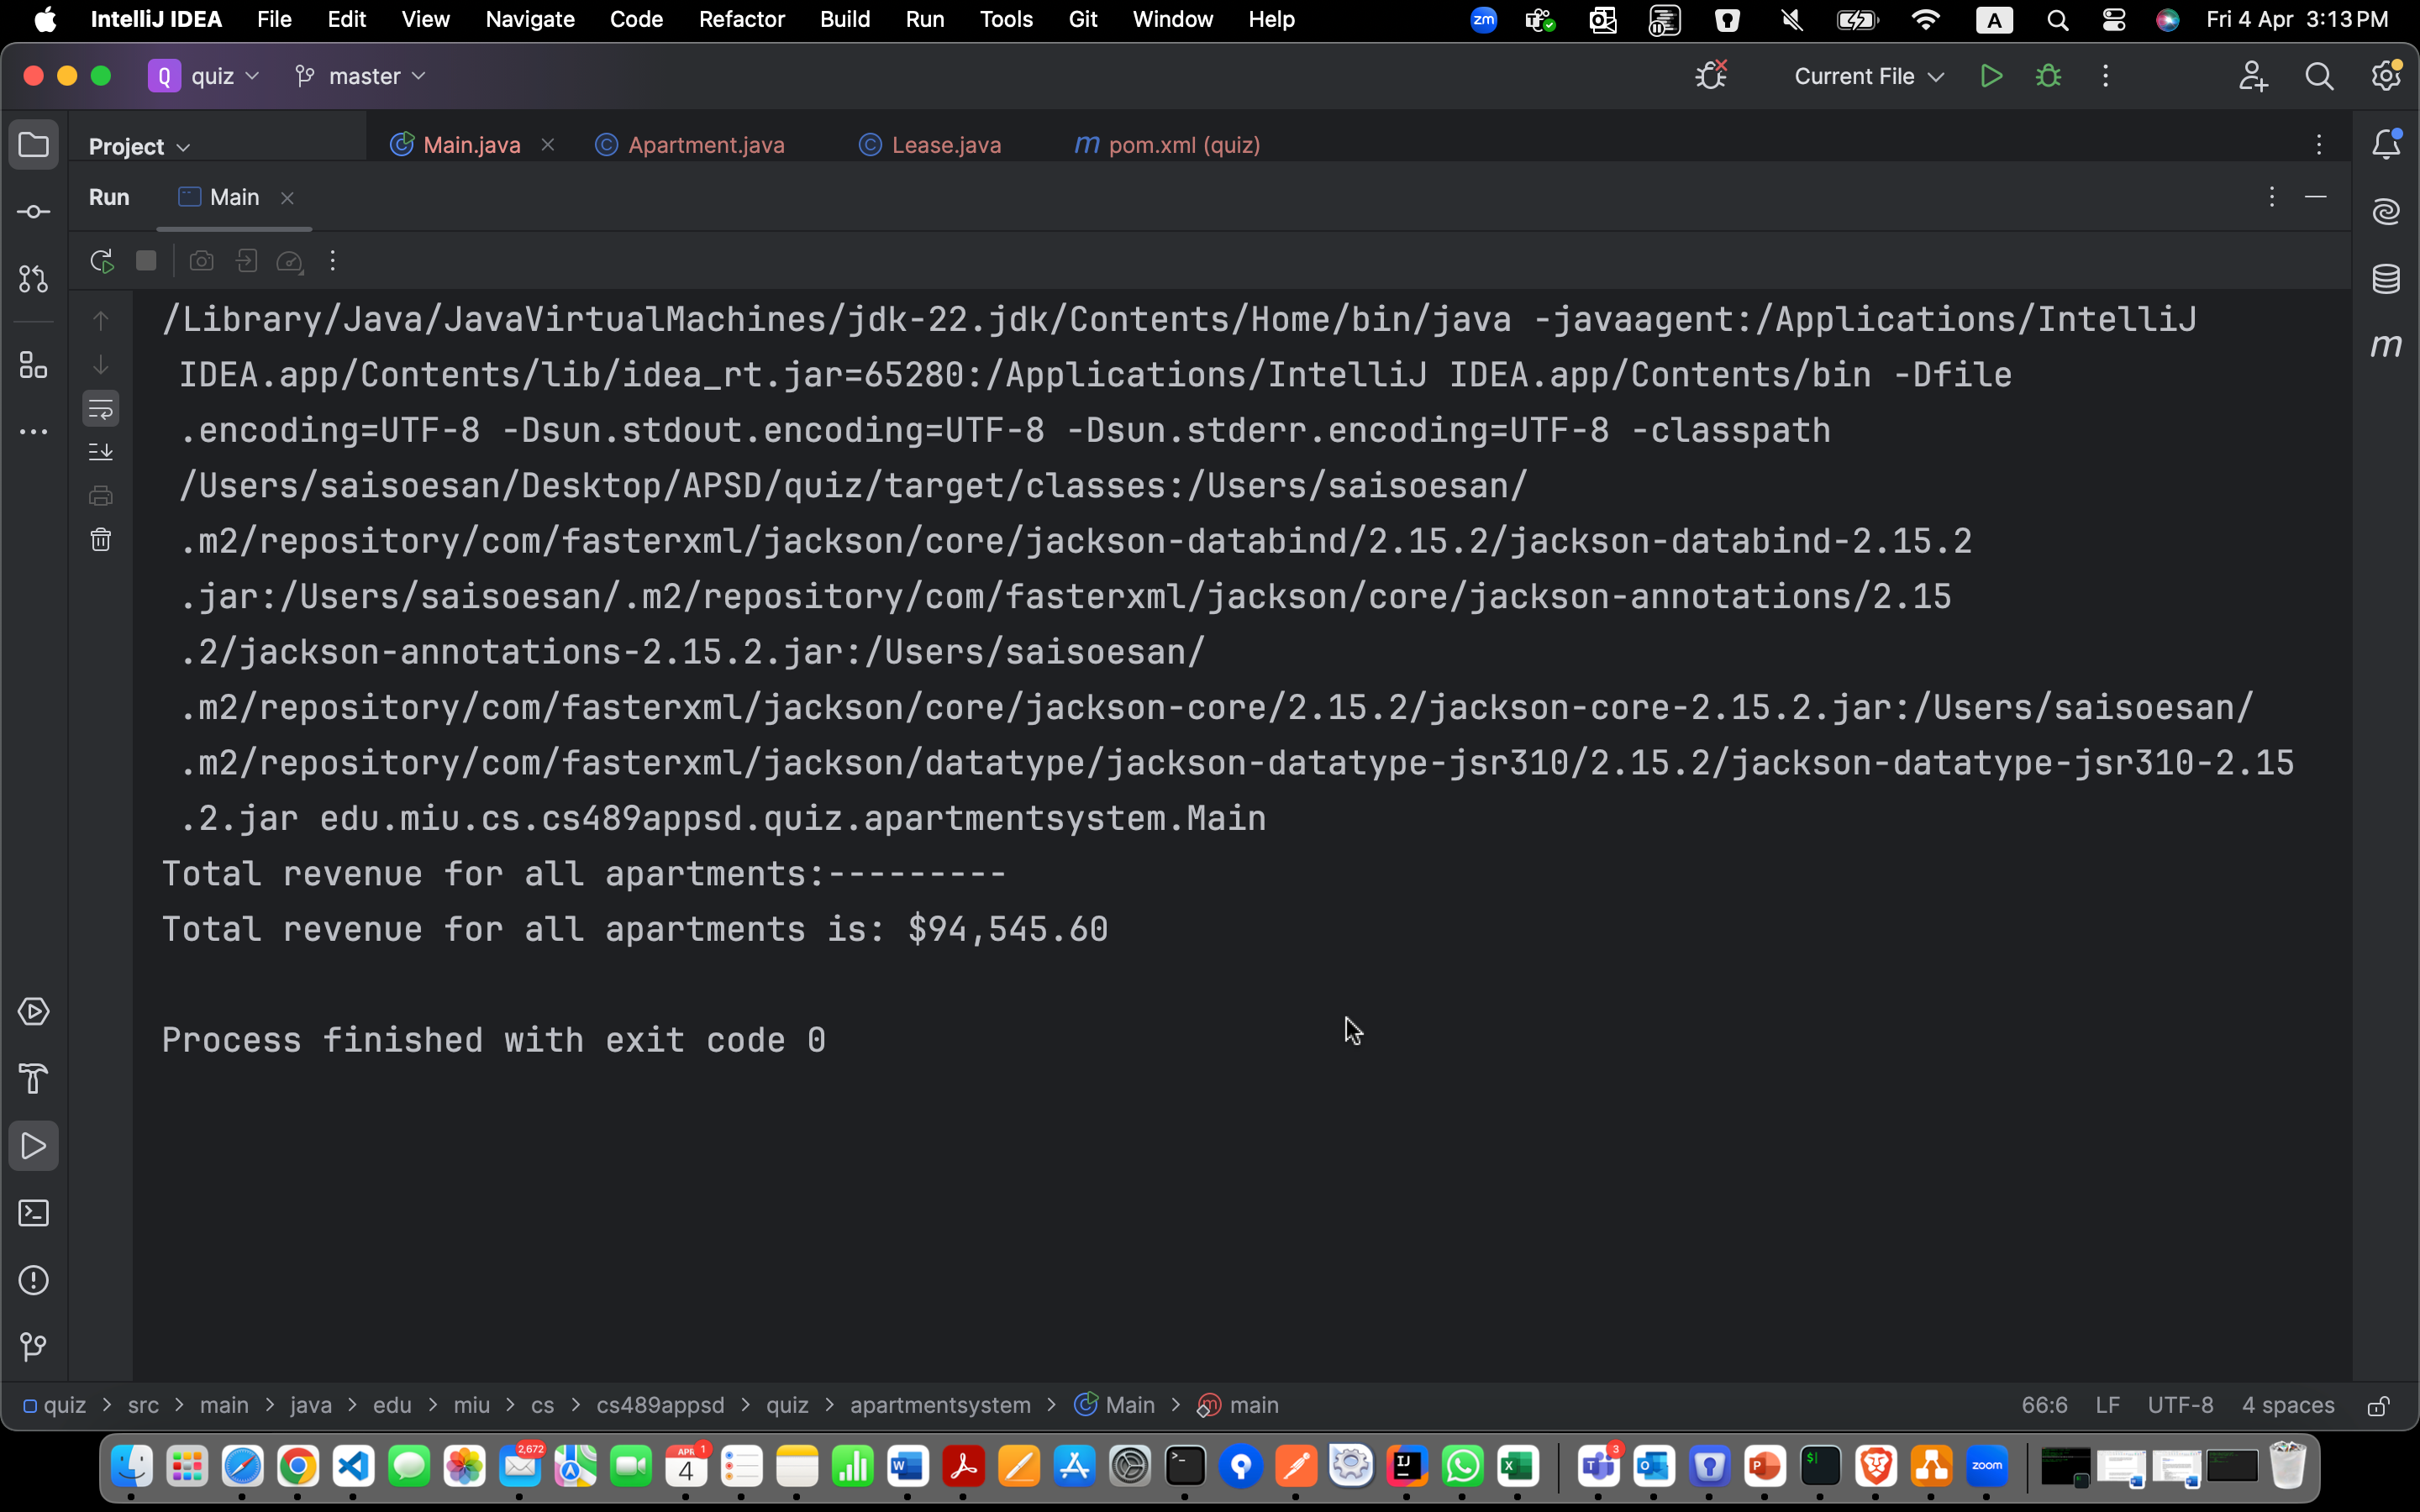 IntelliJ IDEA File Edit View Navigate Code Refactor Build Run Tools Git Window Help zm A Fri 4 Apr 3:13 PM
Q quiz master Current File
Project Main.java Apartment.java Lease.java m pom.xml (quiz)
Run Main
/Library/Java/JavaVirtualMachines/jdk-22.jdk/Contents/Home/bin/java -javaagent:/Applications/IntelliJ
IDEA.app/Contents/lib/idea_rt.jar=65280:/Applications/IntelliJ IDEA.app/Contents/bin -Dfile
.encoding=UTF-8 -Dsun.stdout.encoding=UTF-8 -Dsun.stderr.encoding=UTF-8 -classpath
/Users/saisoesan/Desktop/APSD/quiz/target/classes:/Users/saisoesan/
.m2/repository/com/fasterxml/jackson/core/jackson-databind/2.15.2/jackson-databind-2.15.2
.jar:/Users/saisoesan/.m2/repository/com/fasterxml/jackson/core/jackson-annotations/2.15
.2/jackson-annotations-2.15.2.jar:/Users/saisoesan/
.m2/repository/com/fasterxml/jackson/core/jackson-core/2.15.2/jackson-core-2.15.2.jar:/Users/saisoesan/
.m2/repository/com/fasterxml/jackson/datatype/jackson-datatype-jsr310/2.15.2/jackson-datatype-jsr310-2.15
.2.jar edu.miu.cs.cs489appsd.quiz.apartmentsystem.Main
Total revenue for all apartments:---------
Total revenue for all apartments is: $94,545.60
Process finished with exit code 0
quiz > src > main > java > edu > miu > cs > cs489appsd > quiz > apartmentsystem > Main > main 66:6 LF UTF-8 4 spaces
2,672 APR 4 1 3 zoom